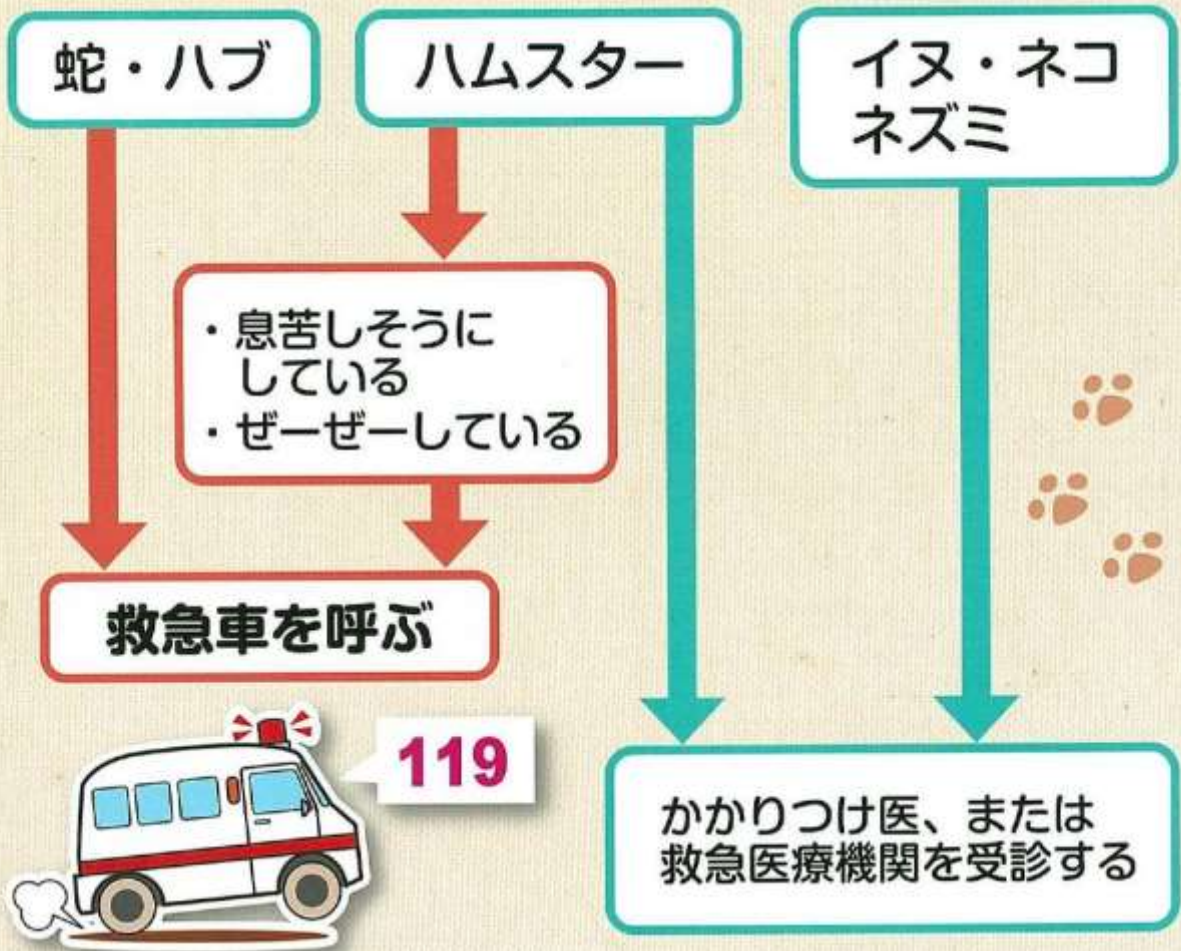 蛇・ハブ
ハムスター
イヌ・ネコ
ネズミ
・息苦しそうに
している
・ぜーぜーしている
救急車を呼ぶ
119
かかりつけ医、または
救急医療機関を受診する